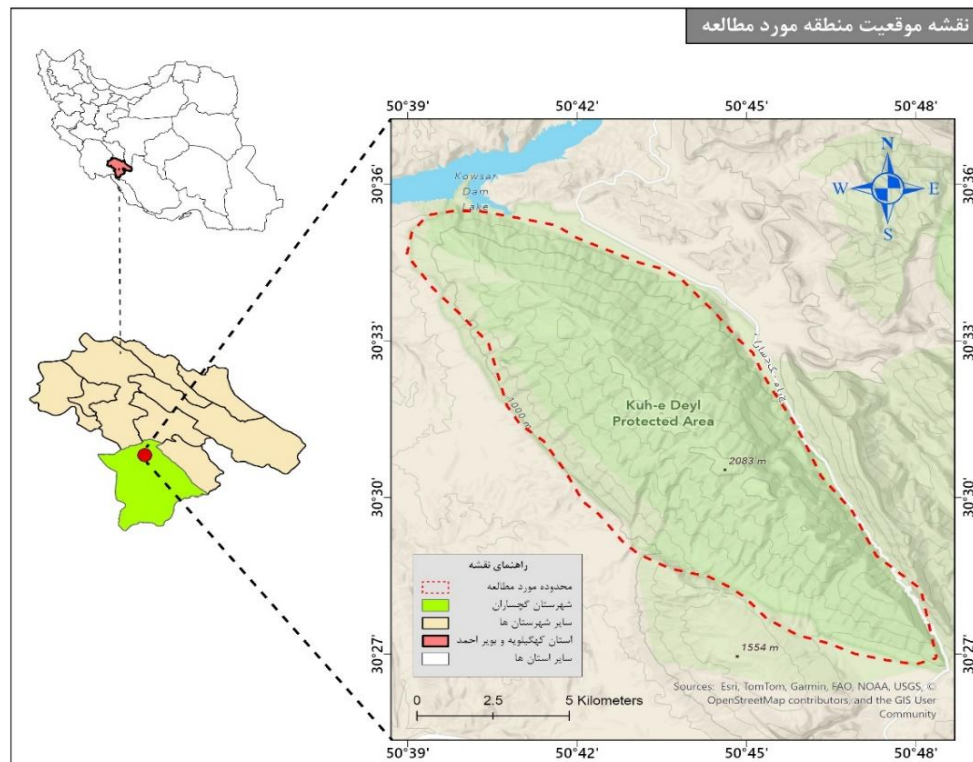 نقشه موقعیت منطقه مورد مطالعه
50°39' 50°42' 50°45' 50°48'
30°36'
30°33'
30°30'
30°27'
30°36'
30°33'
30°30'
30°27'
N
W E
S
Kowsar
Dam
Lake
Kuh-e Deyl
Protected Area
1000 m
2083 m
1554 m
راهنمای نقشه
محدوده مورد مطالعه
شهرستان گچساران
سایر شهرستان ها
استان کهگیلویه و بویر احمد
سایر استان ها
0 2.5 5 Kilometers
Sources: Esri, TomTom, Garmin, FAO, NOAA, USGS, ©
OpenStreetMap contributors, and the GIS User
Community
50°39' 50°42' 50°45' 50°48'